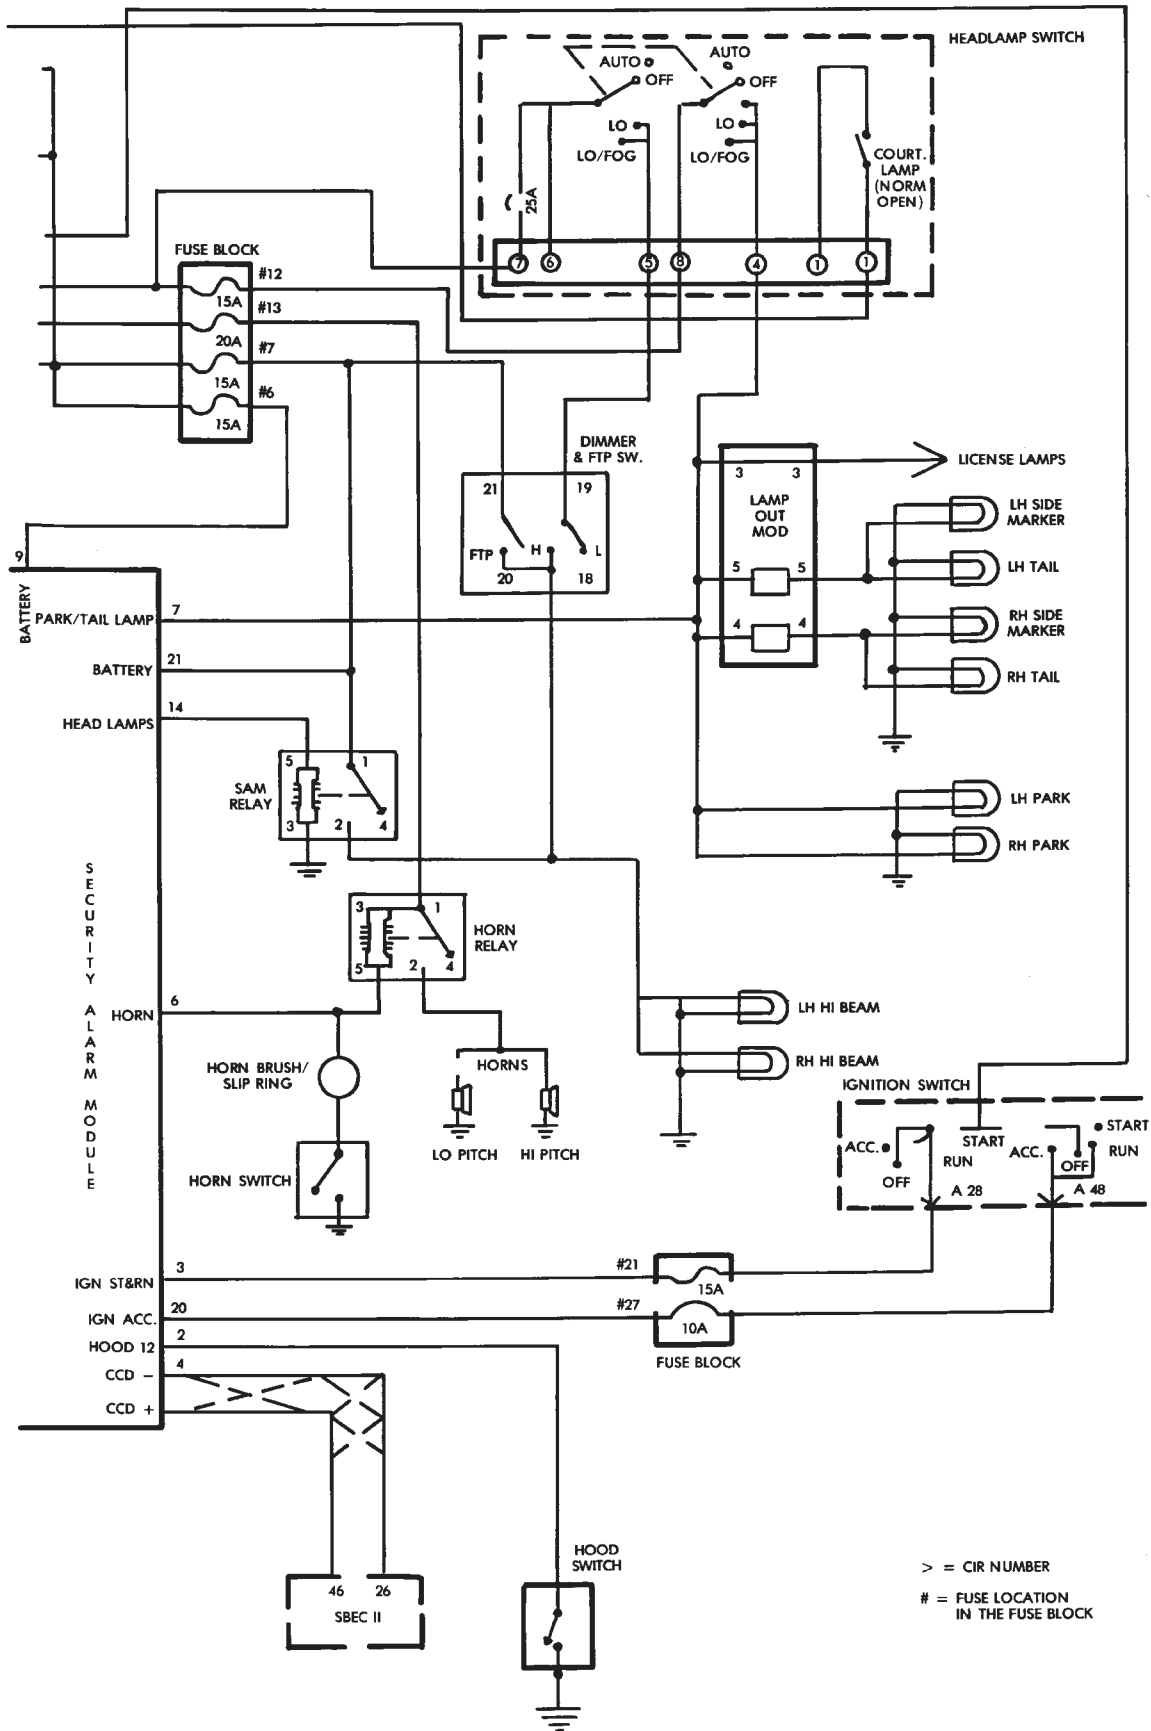 HEADLAMP SWITCH
AUTO
OFF
AUTO
OFF
LO
LO/FOG
LO
LO/FOG
25A
COURT.
LAMP
(NORM
OPEN)
7
6
5
8
4
1
1
FUSE BLOCK
#12
15A
#13
20A
#7
15A
#6
15A
DIMMER
& FTP SW.
21
19
FTP
H
L
20
18
3
3
LAMP
OUT
MOD
5
5
4
4
LICENSE LAMPS
LH SIDE
MARKER
LH TAIL
RH SIDE
MARKER
RH TAIL
LH PARK
RH PARK
9
BATTERY
PARK/TAIL LAMP
7
BATTERY
21
HEAD LAMPS
14
SAM
RELAY
5
1
3
2
4
SECURITY ALARM MODULE
3
1
5
2
4
HORN
RELAY
HORN
6
HORN BRUSH/
SLIP RING
HORNS
LO PITCH
HI PITCH
HORN SWITCH
LH HI BEAM
RH HI BEAM
IGNITION SWITCH
ACC.
OFF
RUN
START
A 28
ACC.
OFF
START
RUN
A 48
IGN ST&RN
3
#21
15A
IGN ACC.
20
#27
10A
FUSE BLOCK
HOOD 12
2
CCD -
4
CCD +
46
26
SBEC II
HOOD
SWITCH
> = CIR NUMBER
# = FUSE LOCATION
IN THE FUSE BLOCK